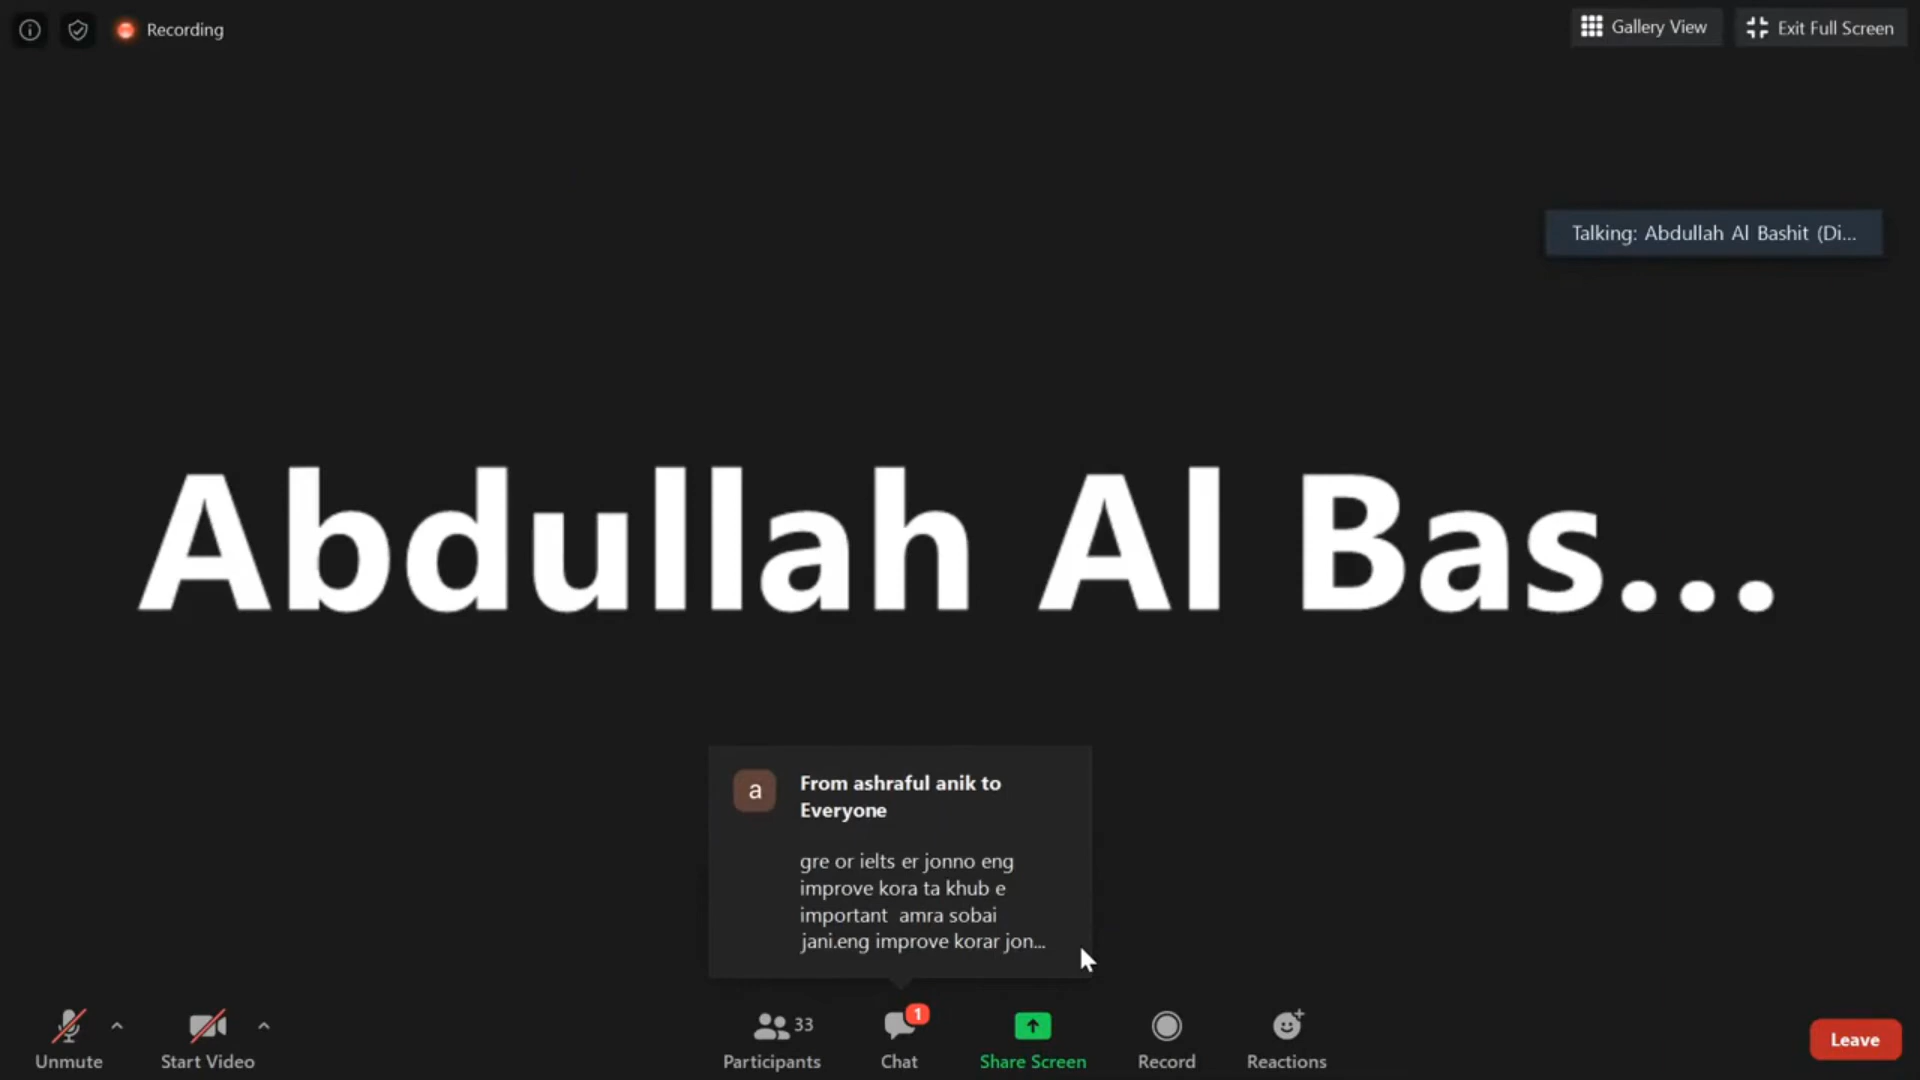 Recording
Gallery View
Exit Full Screen
Talking: Abdullah Al Bashit (Di...
Abdullah Al Bas...
a
From ashraful anik to
Everyone
gre or ielts er jonno eng
improve kora ta khub e
important amra sobai
jani.eng improve korar jon...
Unmute
Start Video
33
Participants
1
Chat
Share Screen
Record
Reactions
Leave